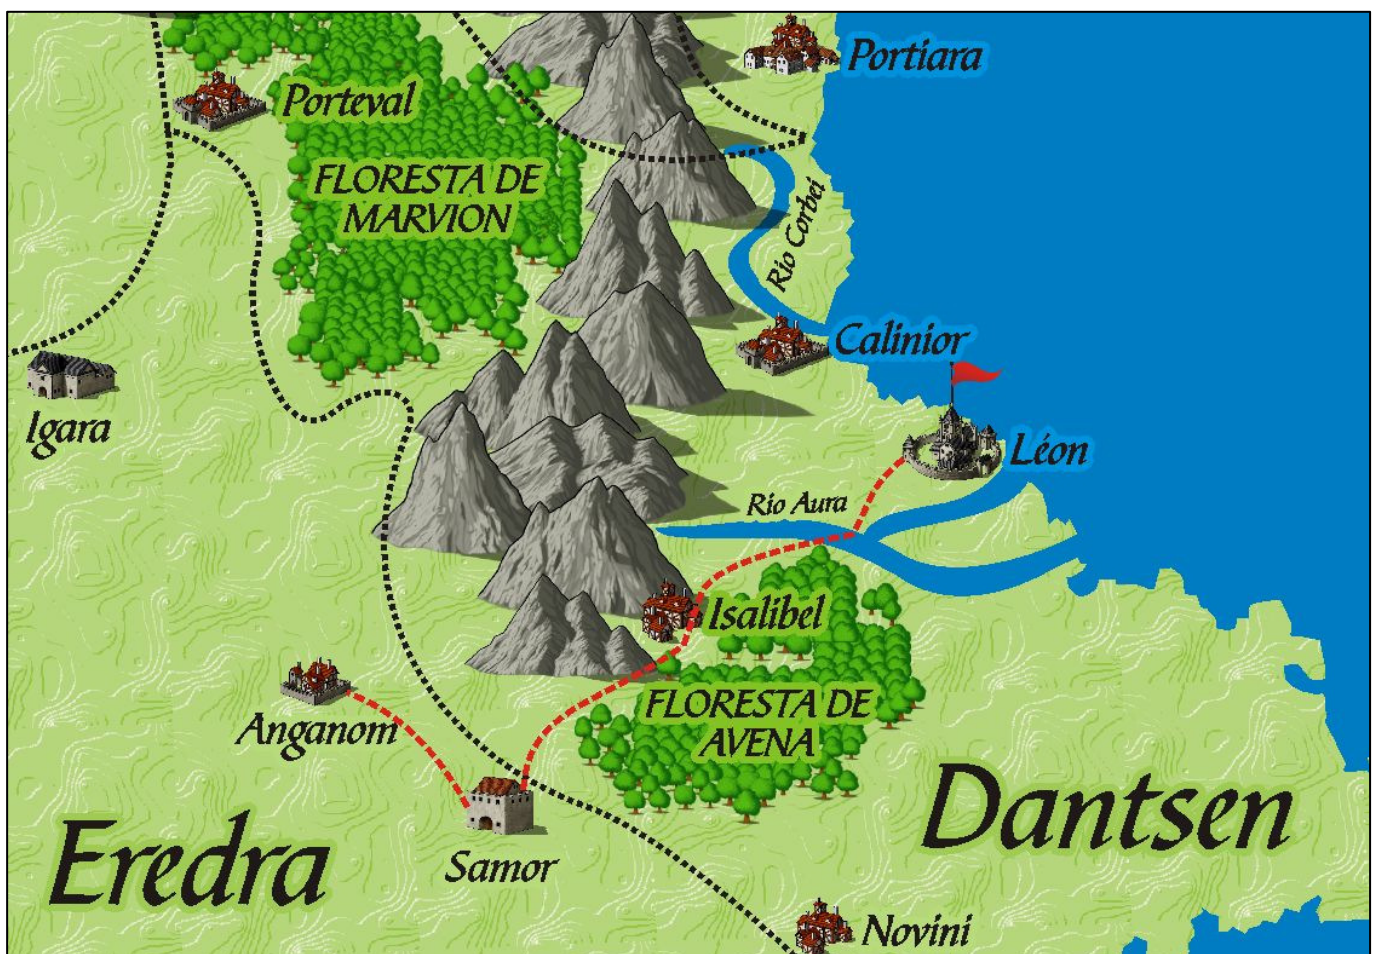 Portiara
Porteval
FLORESTA DE
MARVION
Rio Corbei
Calinior
Igara
Léon
Rio Aura
Isalibel
FLORESTA DE
AVENA
Anganom
Dantsen
Eredra
Samor
Novini